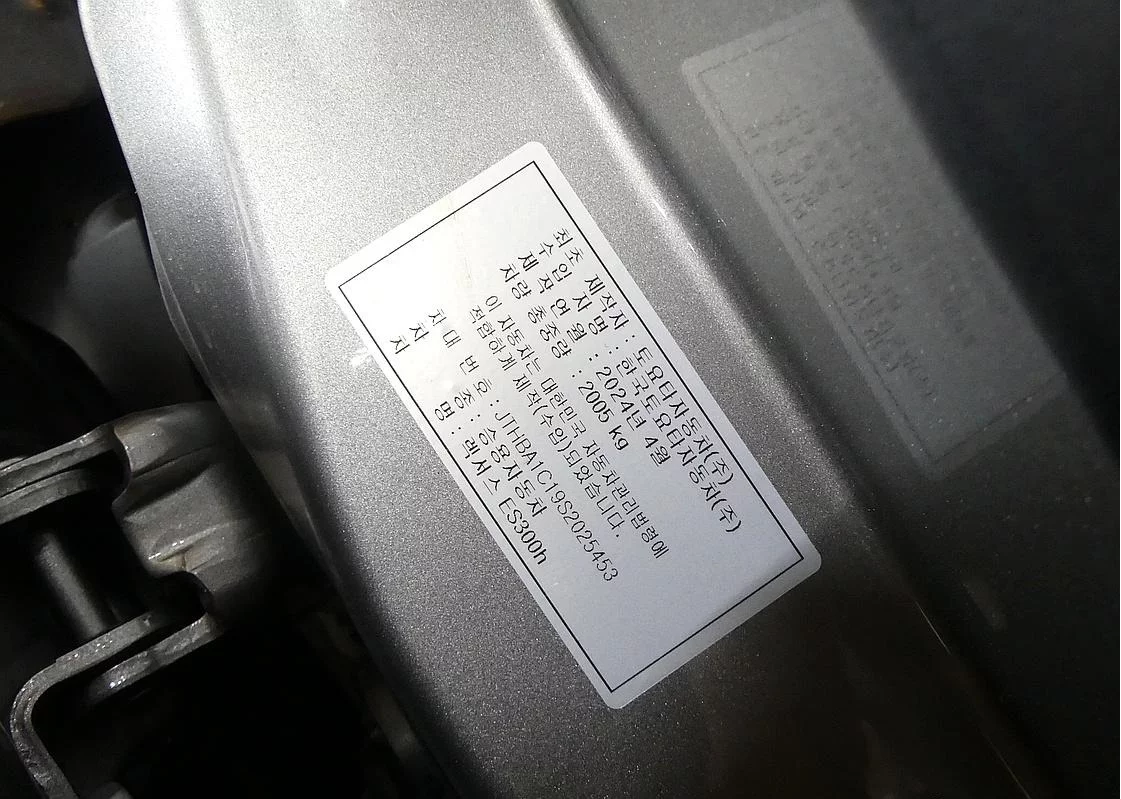 최초 제작자 : 도요타자동차(주)
수입자명 : 한국토요타자동차(주)
제작연월 : 2024년 4월
차량총중량 : 2005 kg
이 자동차는 대한민국 자동차관리법령에
적합하게 제작(수입)되었습니다.
차대번호 : JTHBA1C19S2025453
차종 : 승용자동차
차명 : 렉서스 ES300h